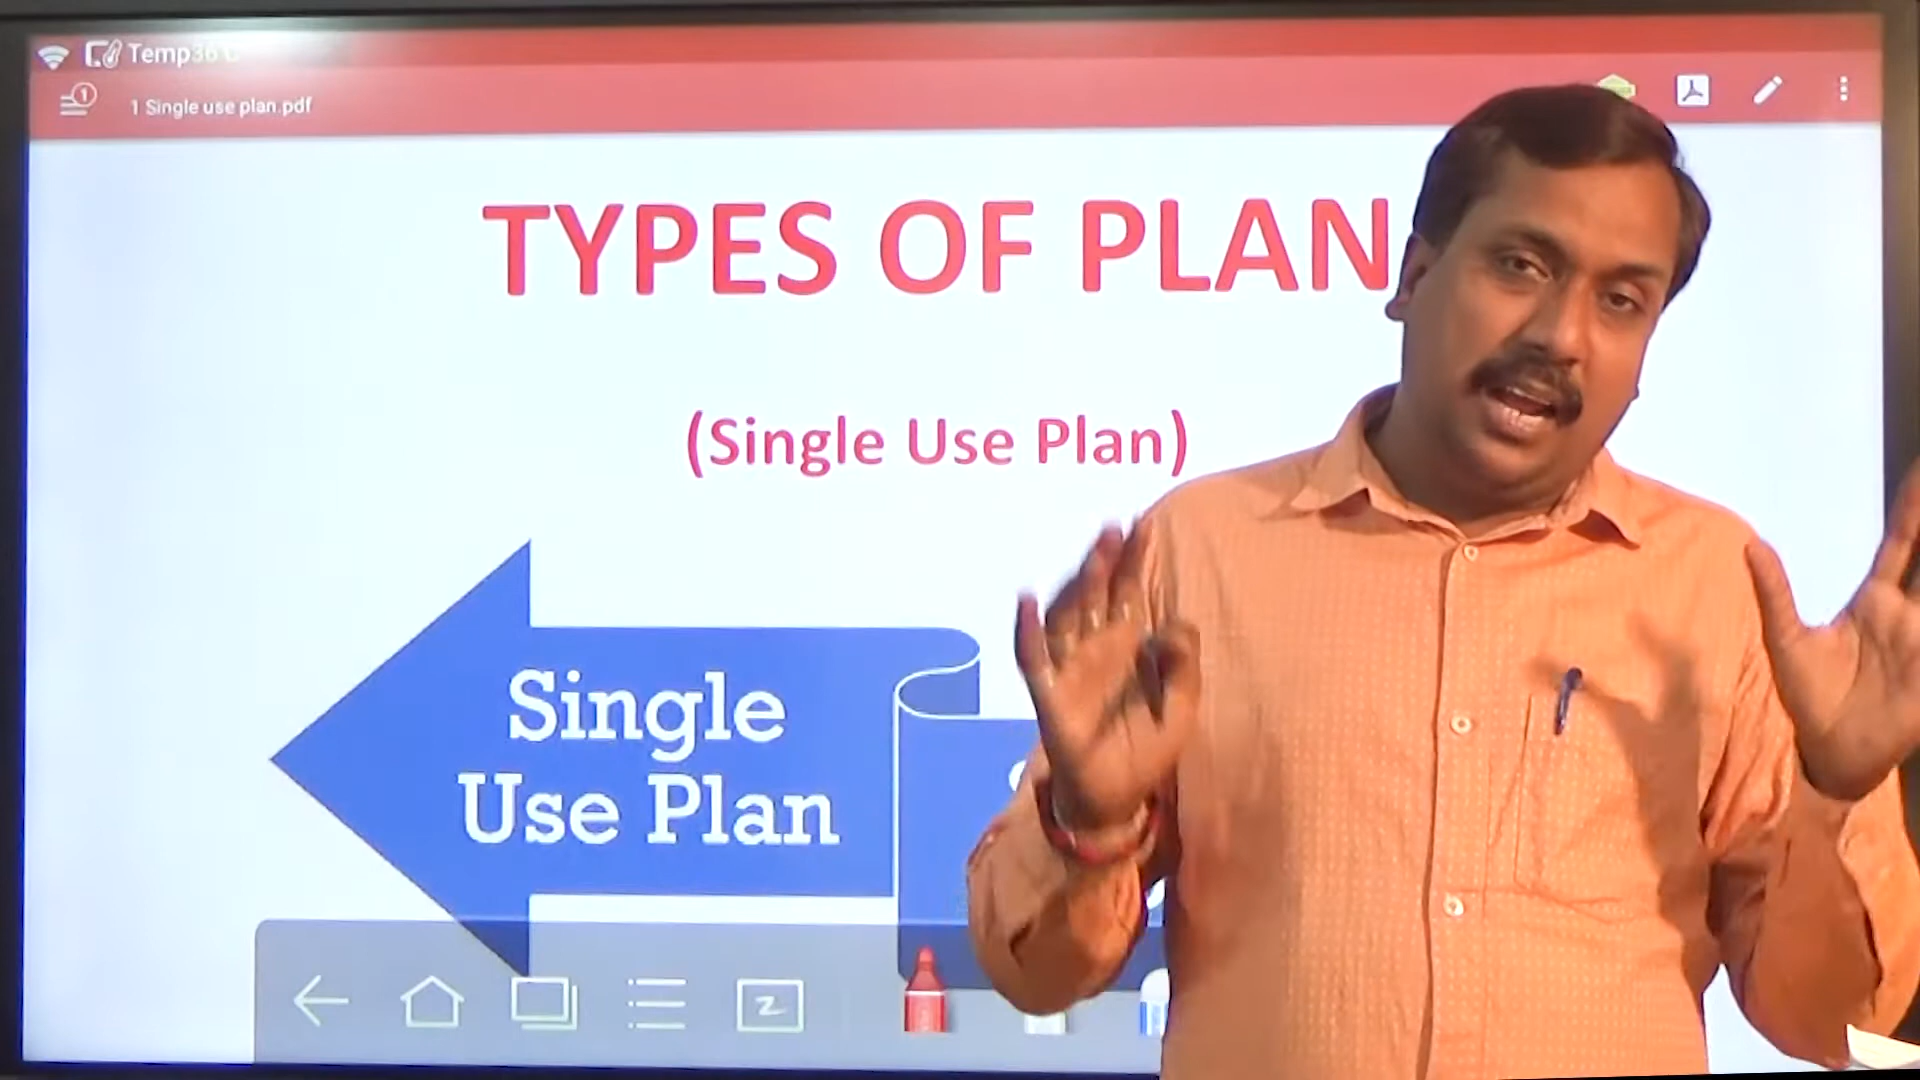 Temp36
1 Single use plan.pdf
TYPES OF PLAN
(Single Use Plan)
Single
Use Plan